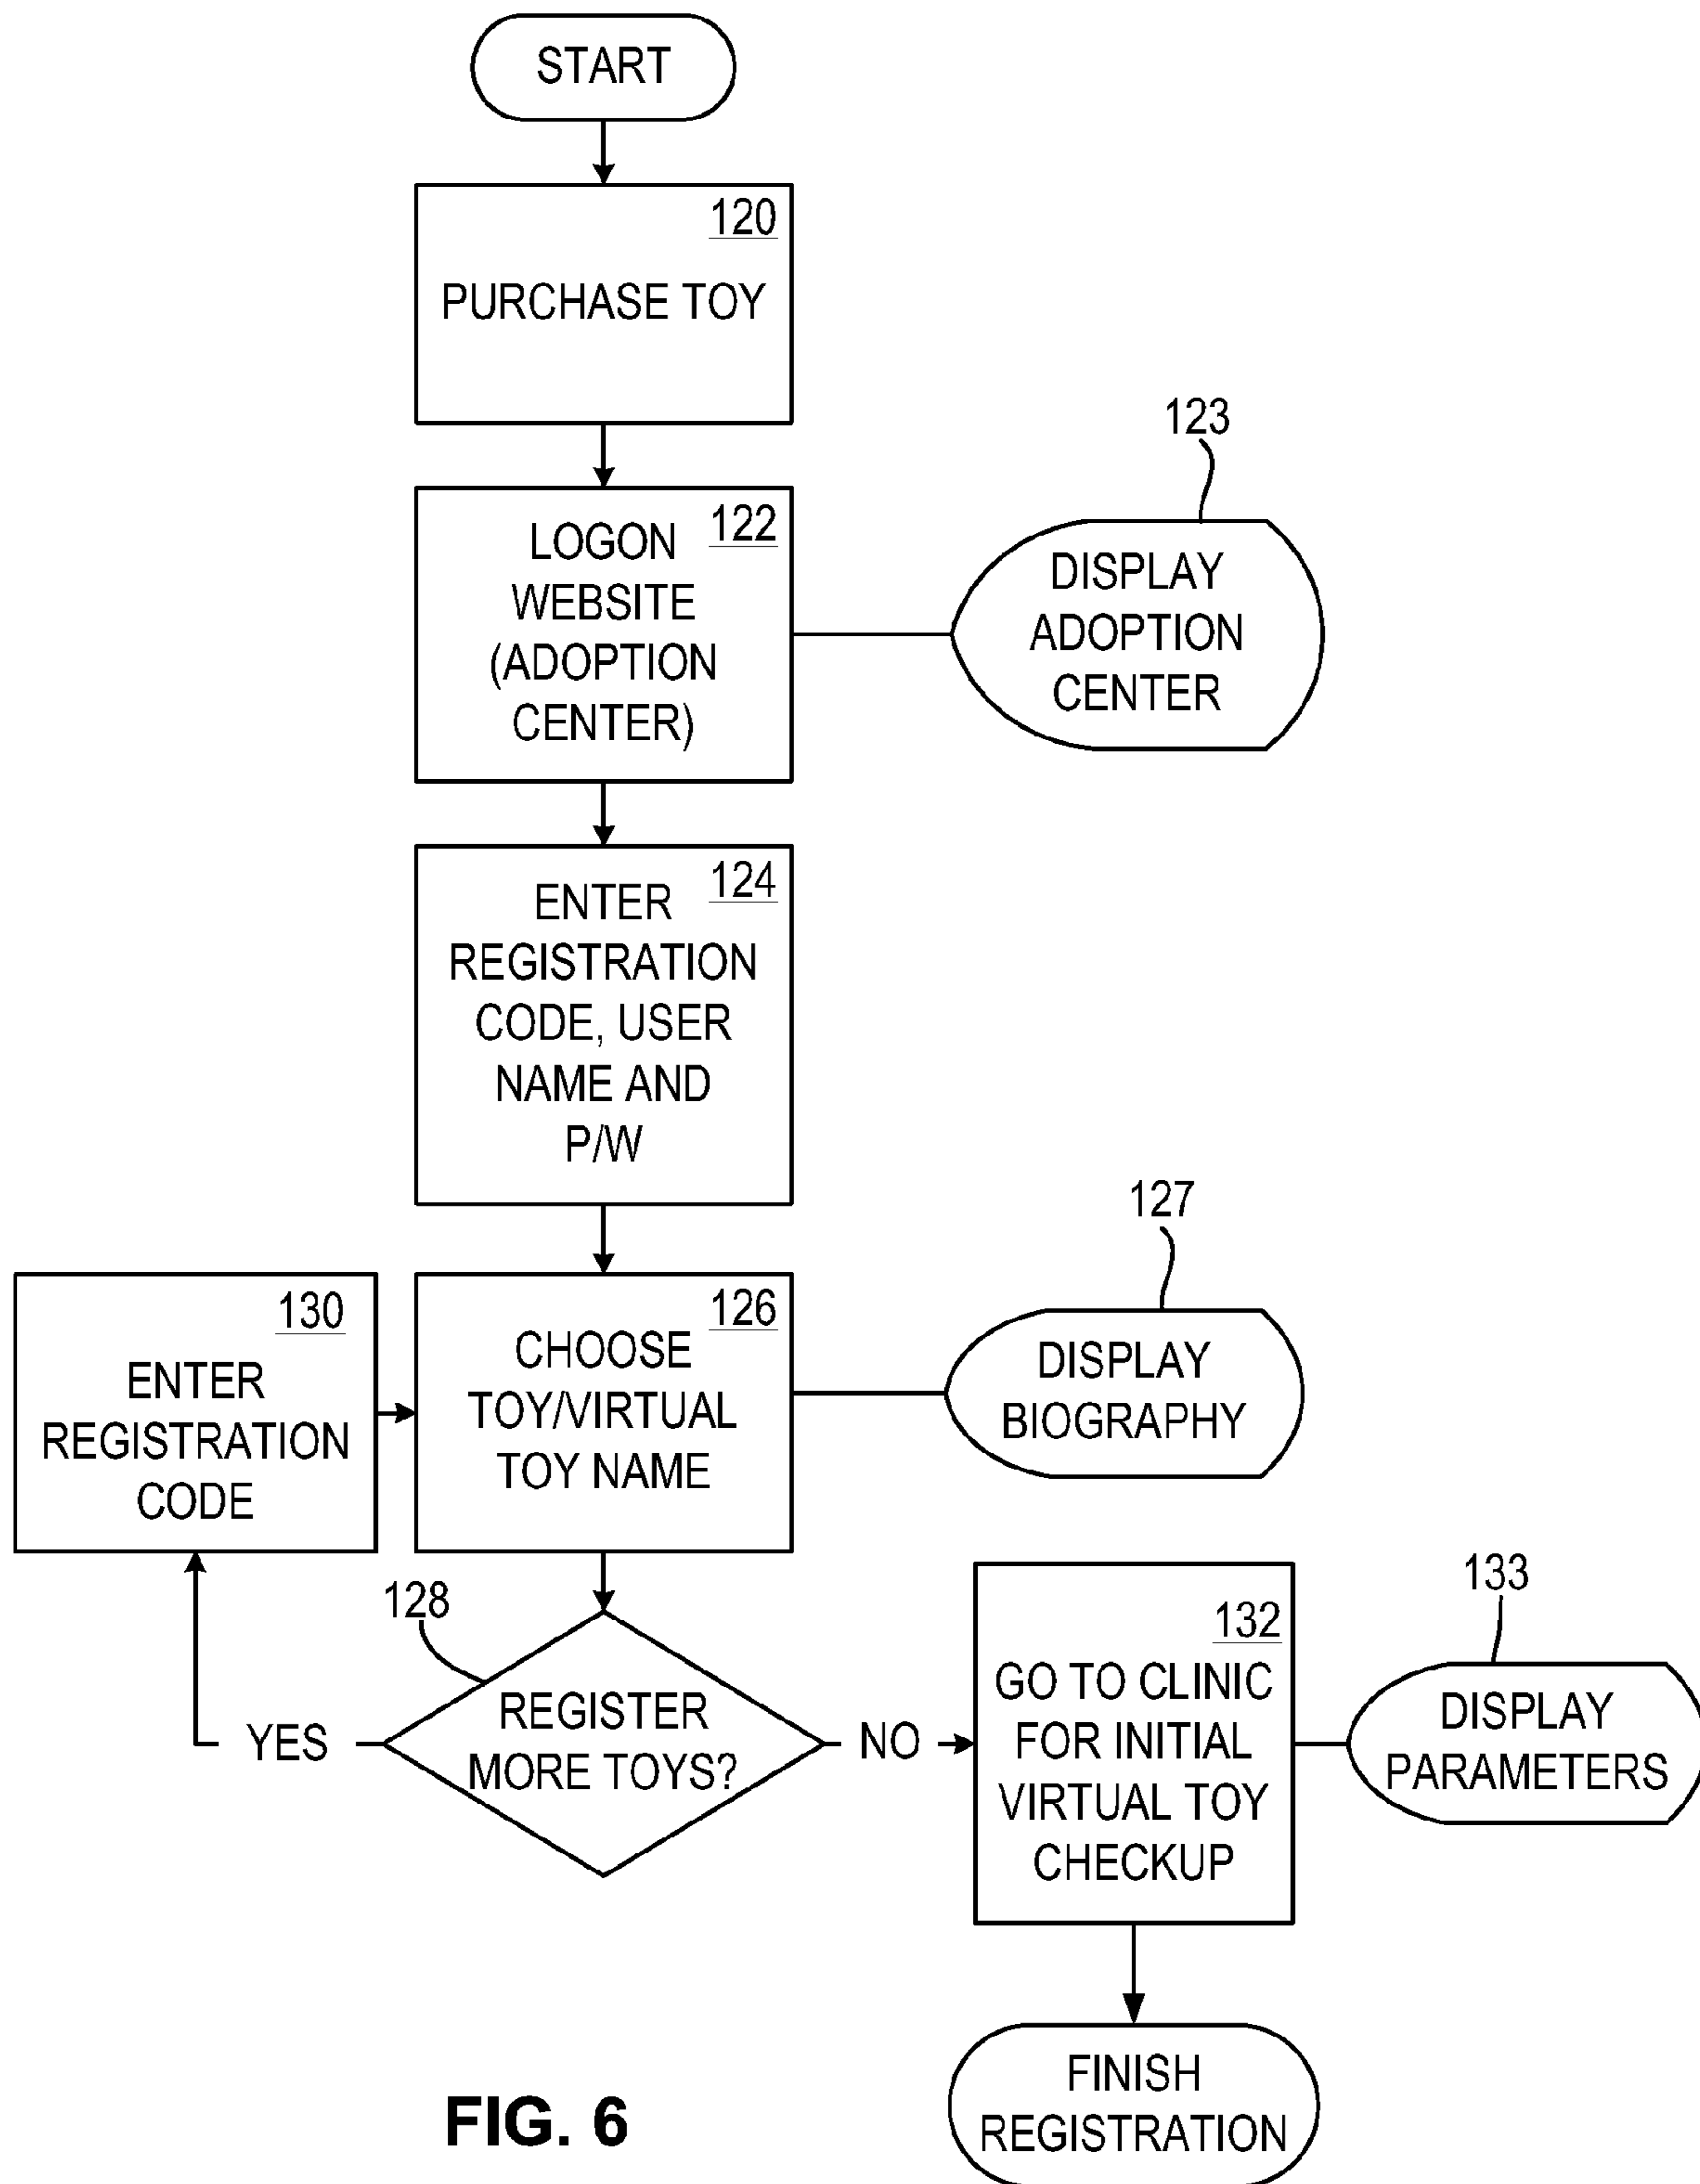 START
120
PURCHASE TOY
122
LOGON
WEBSITE
(ADOPTION
CENTER)
123
DISPLAY
ADOPTION
CENTER
124
ENTER
REGISTRATION
CODE, USER
NAME AND
P/W
130
ENTER
REGISTRATION
CODE
126
CHOOSE
TOY/VIRTUAL
TOY NAME
127
DISPLAY
BIOGRAPHY
128
REGISTER
MORE TOYS?
YES
NO
132
GO TO CLINIC
FOR INITIAL
VIRTUAL TOY
CHECKUP
133
DISPLAY
PARAMETERS
FINISH
REGISTRATION
FIG. 6